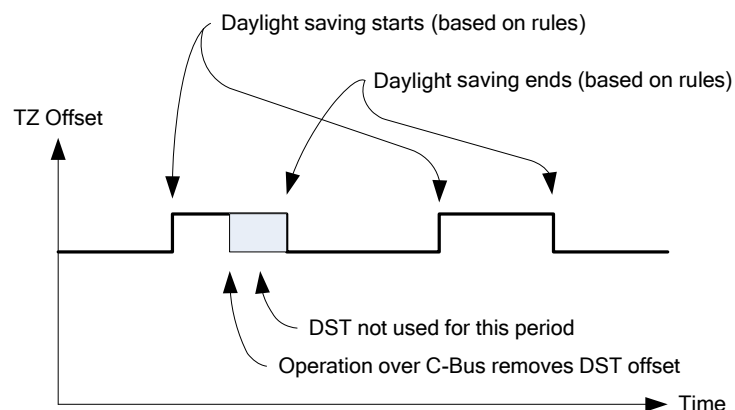 Daylight saving starts (based on rules)
Daylight saving ends (based on rules)
TZ Offset
DST not used for this period
Operation over C-Bus removes DST offset
Time